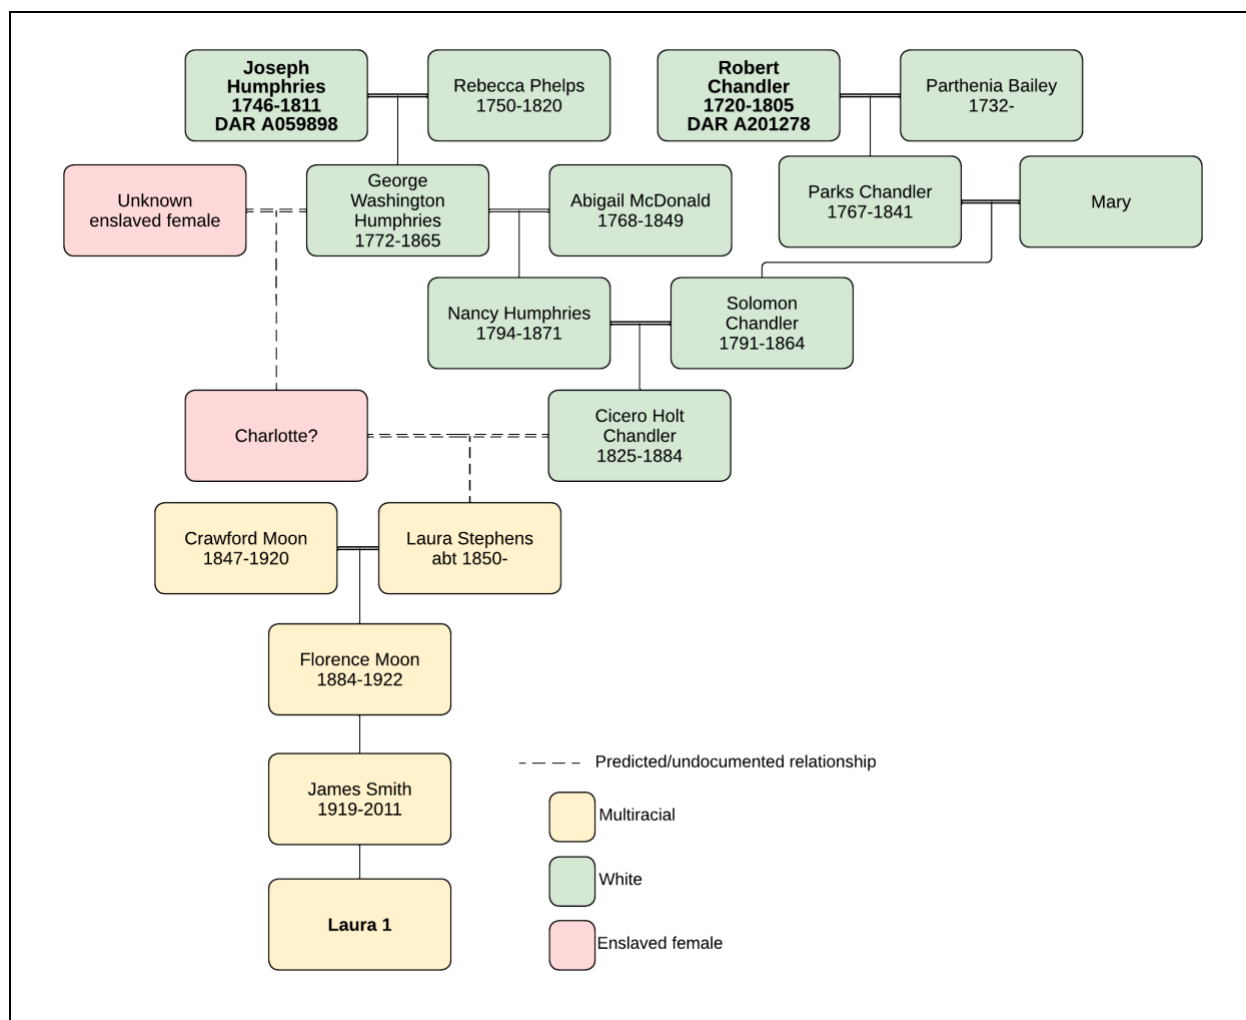 Joseph
Humphries
1746-1811
DAR A059898
Rebecca Phelps
1750-1820
Robert
Chandler
1720-1805
DAR A201278
Parthenia Bailey
1732-
Unknown
enslaved female
George
Washington
Humphries
1772-1865
Abigail McDonald
1768-1849
Parks Chandler
1767-1841
Mary
Nancy Humphries
1794-1871
Solomon
Chandler
1791-1864
Charlotte?
Cicero Holt
Chandler
1825-1884
Crawford Moon
1847-1920
Laura Stephens
abt 1850-
Florence Moon
1884-1922
James Smith
1919-2011
Laura 1
Predicted/undocumented relationship
Multiracial
White
Enslaved female